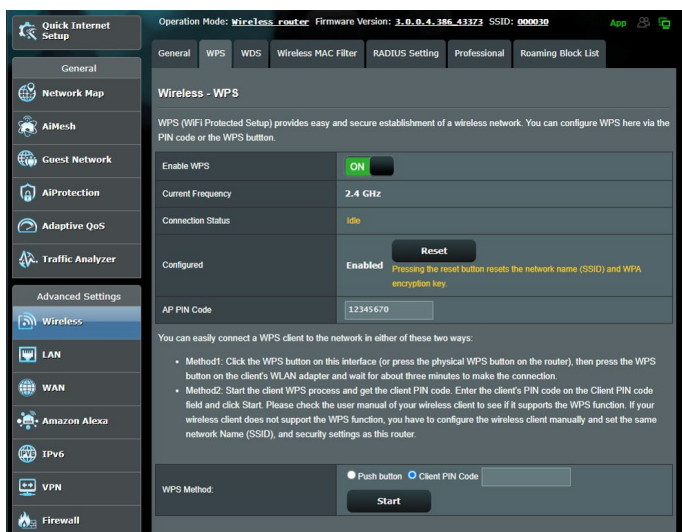 Quick Internet
Setup
Operation Mode: Wireless router Firmware Version: 3.0.0.4.386_43373 SSID: 000030
App
General WPS WDS Wireless MAC Filter RADIUS Setting Professional Roaming Block List
General
Network Map
AiMesh
Guest Network
AiProtection
Adaptive QoS
Traffic Analyzer
Advanced Settings
Wireless
LAN
WAN
Amazon Alexa
IPv6
VPN
Firewall
Wireless - WPS
WPS (WiFi Protected Setup) provides easy and secure establishment of a wireless network. You can configure WPS here via the
PIN code or the WPS buttton.
Enable WPS ON
Current Frequency 2.4 GHz
Connection Status Idle
Configured Enabled Reset
Pressing the reset button resets the network name (SSID) and WPA
encryption key.
AP PIN Code 12345670
You can easily connect a WPS client to the network in either of these two ways:
• Method1: Click the WPS button on this interface (or press the physical WPS button on the router), then press the WPS
button on the client's WLAN adapter and wait for about three minutes to make the connection.
• Method2: Start the client WPS process and get the client PIN code. Enter the client's PIN code on the Client PIN code
field and click Start. Please check the user manual of your wireless client to see if it supports the WPS function. If your
wireless client does not support the WPS function, you have to configure the wireless client manually and set the same
network Name (SSID), and security settings as this router.
WPS Method: Push button Client PIN Code
Start